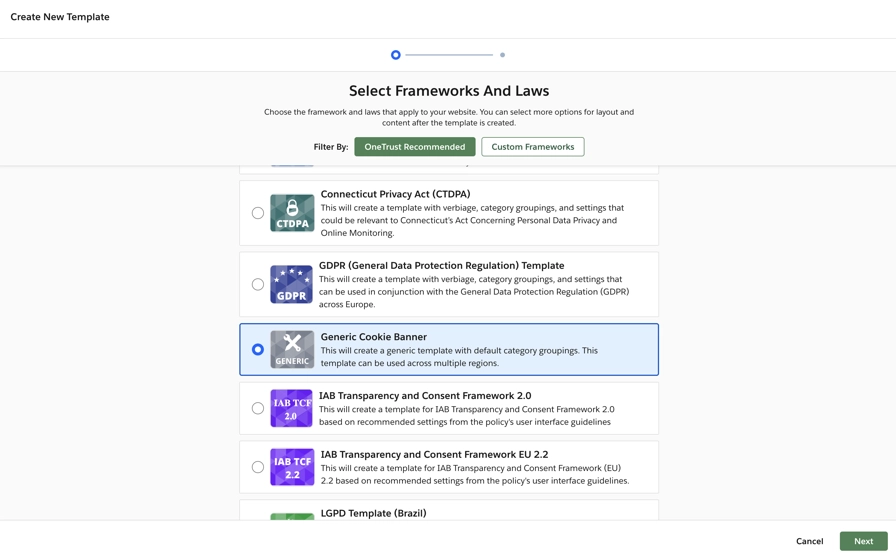 Create New Template
Select Frameworks And Laws
Choose the framework and laws that apply to your website. You can select more options for layout and
content after the template is created.
Filter By:
OneTrust Recommended
Custom Frameworks
CTDPA
Connecticut Privacy Act (CTDPA)
This will create a template with verbiage, category groupings, and settings that
could be relevant to Connecticut's Act Concerning Personal Data Privacy and
Online Monitoring.
GDPR
GDPR (General Data Protection Regulation) Template
This will create a template with verbiage, category groupings, and settings that
can be used in conjunction with the General Data Protection Regulation (GDPR)
across Europe.
GENERIC
Generic Cookie Banner
This will create a generic template with default category groupings. This
template can be used across multiple regions.
IAB TCF
2.0
IAB Transparency and Consent Framework 2.0
This will create a template for IAB Transparency and Consent Framework 2.0
based on recommended settings from the policy's user interface guidelines
IAB TCF
2.2
IAB Transparency and Consent Framework EU 2.2
This will create a template for IAB Transparency and Consent Framework (EU)
2.2 based on recommended settings from the policy's user interface guidelines.
LGPD Template (Brazil)
Cancel
Next